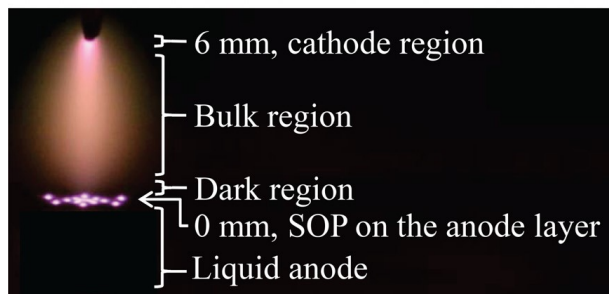 6 mm, cathode region
Bulk region
Dark region
0 mm, SOP on the anode layer
Liquid anode